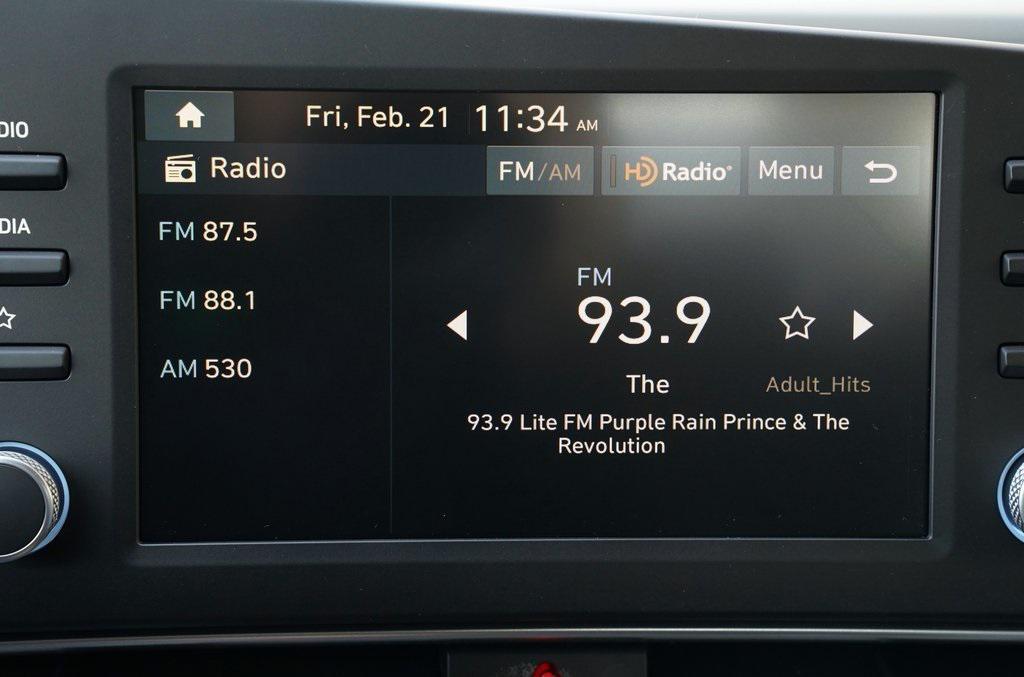 Fri, Feb. 21 11:34 AM
Radio FM/AM HD Radio® Menu
FM 87.5
FM 88.1
AM 530
FM
93.9
The Adult_Hits
93.9 Lite FM Purple Rain Prince & The
Revolution
DIO
DIA